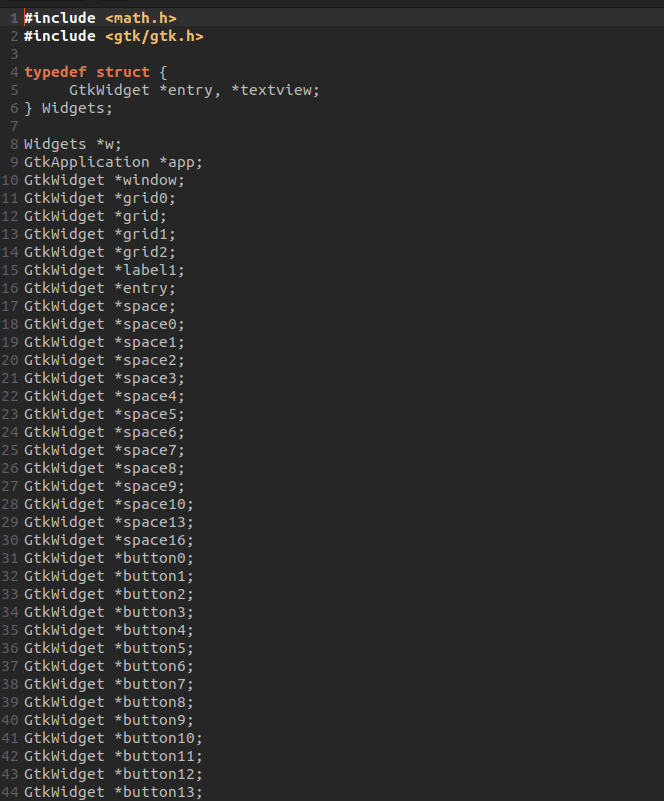 1 #include <math.h>
2 #include <gtk/gtk.h>
3
4 typedef struct {
5      GtkWidget *entry, *textview;
6 } Widgets;
7
8 Widgets *w;
9 GtkApplication *app;
10 GtkWidget *window;
11 GtkWidget *grid0;
12 GtkWidget *grid;
13 GtkWidget *grid1;
14 GtkWidget *grid2;
15 GtkWidget *label1;
16 GtkWidget *entry;
17 GtkWidget *space;
18 GtkWidget *space0;
19 GtkWidget *space1;
20 GtkWidget *space2;
21 GtkWidget *space3;
22 GtkWidget *space4;
23 GtkWidget *space5;
24 GtkWidget *space6;
25 GtkWidget *space7;
26 GtkWidget *space8;
27 GtkWidget *space9;
28 GtkWidget *space10;
29 GtkWidget *space13;
30 GtkWidget *space16;
31 GtkWidget *button0;
32 GtkWidget *button1;
33 GtkWidget *button2;
34 GtkWidget *button3;
35 GtkWidget *button4;
36 GtkWidget *button5;
37 GtkWidget *button6;
38 GtkWidget *button7;
39 GtkWidget *button8;
40 GtkWidget *button9;
41 GtkWidget *button10;
42 GtkWidget *button11;
43 GtkWidget *button12;
44 GtkWidget *button13;